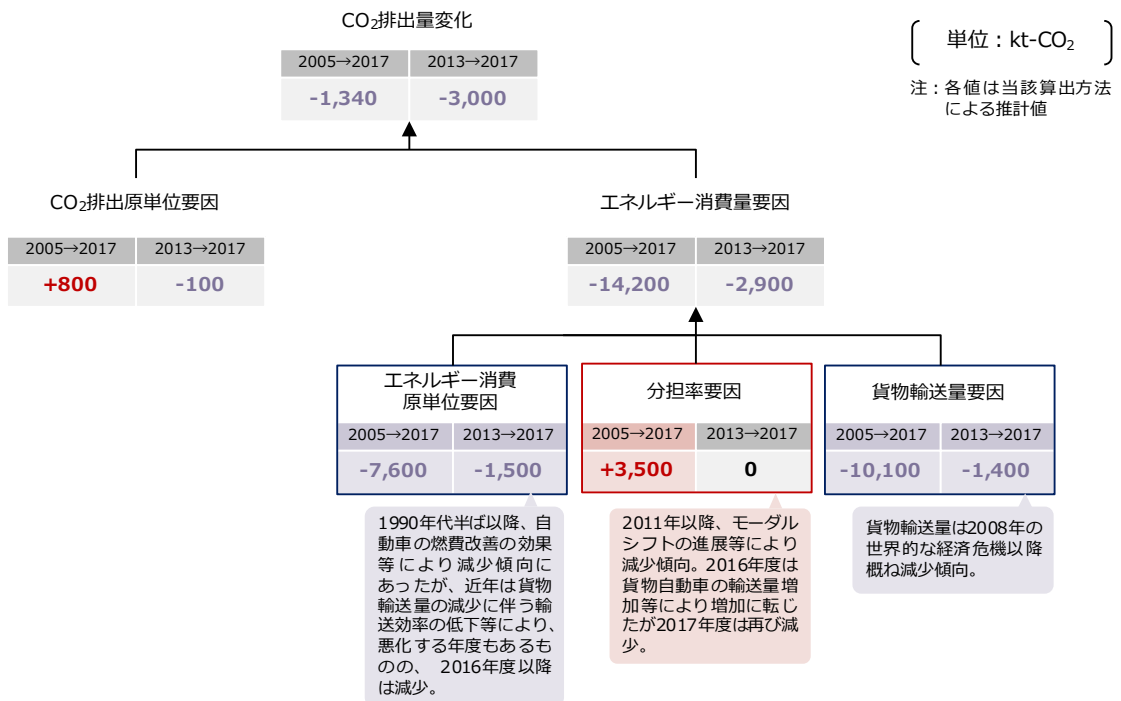 CO₂排出量変化
2005→2017 2013→2017
-1,340 -3,000
単位：kt-CO₂
注：各値は当該算出方法
による推計値
CO₂排出原単位要因
2005→2017 2013→2017
+800 -100
エネルギー消費量要因
2005→2017 2013→2017
-14,200 -2,900
エネルギー消費
原単位要因
2005→2017 2013→2017
-7,600 -1,500
1990年代半ば以降、自
動車の燃費改善の効果
等により減少傾向に
あったが、近年は貨物
輸送量の減少に伴う輸
送効率の低下等により、
悪化する年度もあるも
のの、 2016年度以降
は減少。
分担率要因
2005→2017 2013→2017
+3,500 0
2011年以降、モーダル
シフトの進展等により
減少傾向。2016年度は
貨物自動車の輸送量増
加等により増加に転じ
たが2017年度は再び減
少。
貨物輸送量要因
2005→2017 2013→2017
-10,100 -1,400
貨物輸送量は2008年の
世界的な経済危機以降
概ね減少傾向。